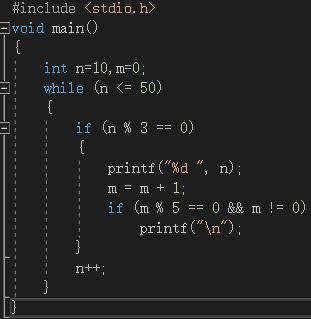 #include <stdio.h>
void main()
{
    int n=10,m=0;
    while (n <= 50)
    {
        if (n % 3 == 0)
        {
            printf("%d ", n);
            m = m + 1;
            if (m % 5 == 0 && m != 0)
                printf("\n");
        }
        n++;
    }
}